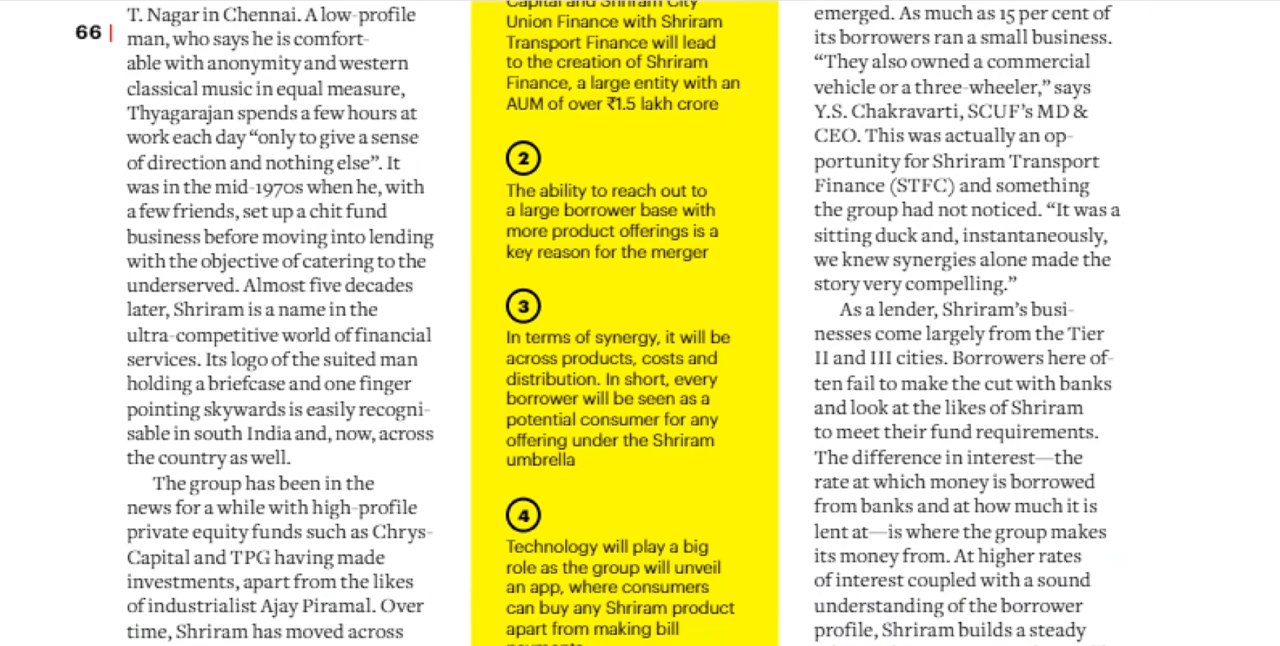 66
T. Nagar in Chennai. A low-profile
man, who says he is comfort-
able with anonymity and western
classical music in equal measure,
Thyagarajan spends a few hours at
work each day “only to give a sense
of direction and nothing else”. It
was in the mid-1970s when he, with
a few friends, set up a chit fund
business before moving into lending
with the objective of catering to the
underserved. Almost five decades
later, Shriram is a name in the
ultra-competitive world of financial
services. Its logo of the suited man
holding a briefcase and one finger
pointing skywards is easily recogni-
sable in south India and, now, across
the country as well.
The group has been in the
news for a while with high-profile
private equity funds such as Chrys-
Capital and TPG having made
investments, apart from the likes
of industrialist Ajay Piramal. Over
time, Shriram has moved across
Capital and Shriram City
Union Finance with Shriram
Transport Finance will lead
to the creation of Shriram
Finance, a large entity with an
AUM of over ₹1.5 lakh crore
2
The ability to reach out to
a large borrower base with
more product offerings is a
key reason for the merger
3
In terms of synergy, it will be
across products, costs and
distribution. In short, every
borrower will be seen as a
potential consumer for any
offering under the Shriram
umbrella
4
Technology will play a big
role as the group will unveil
an app, where consumers
can buy any Shriram product
apart from making bill
emerged. As much as 15 per cent of
its borrowers ran a small business.
“They also owned a commercial
vehicle or a three-wheeler,” says
Y.S. Chakravarti, SCUF’s MD &
CEO. This was actually an op-
portunity for Shriram Transport
Finance (STFC) and something
the group had not noticed. “It was a
sitting duck and, instantaneously,
we knew synergies alone made the
story very compelling.”
As a lender, Shriram’s busi-
nesses come largely from the Tier
II and III cities. Borrowers here of-
ten fail to make the cut with banks
and look at the likes of Shriram
to meet their fund requirements.
The difference in interest—the
rate at which money is borrowed
from banks and at how much it is
lent at—is where the group makes
its money from. At higher rates
of interest coupled with a sound
understanding of the borrower
profile, Shriram builds a steady